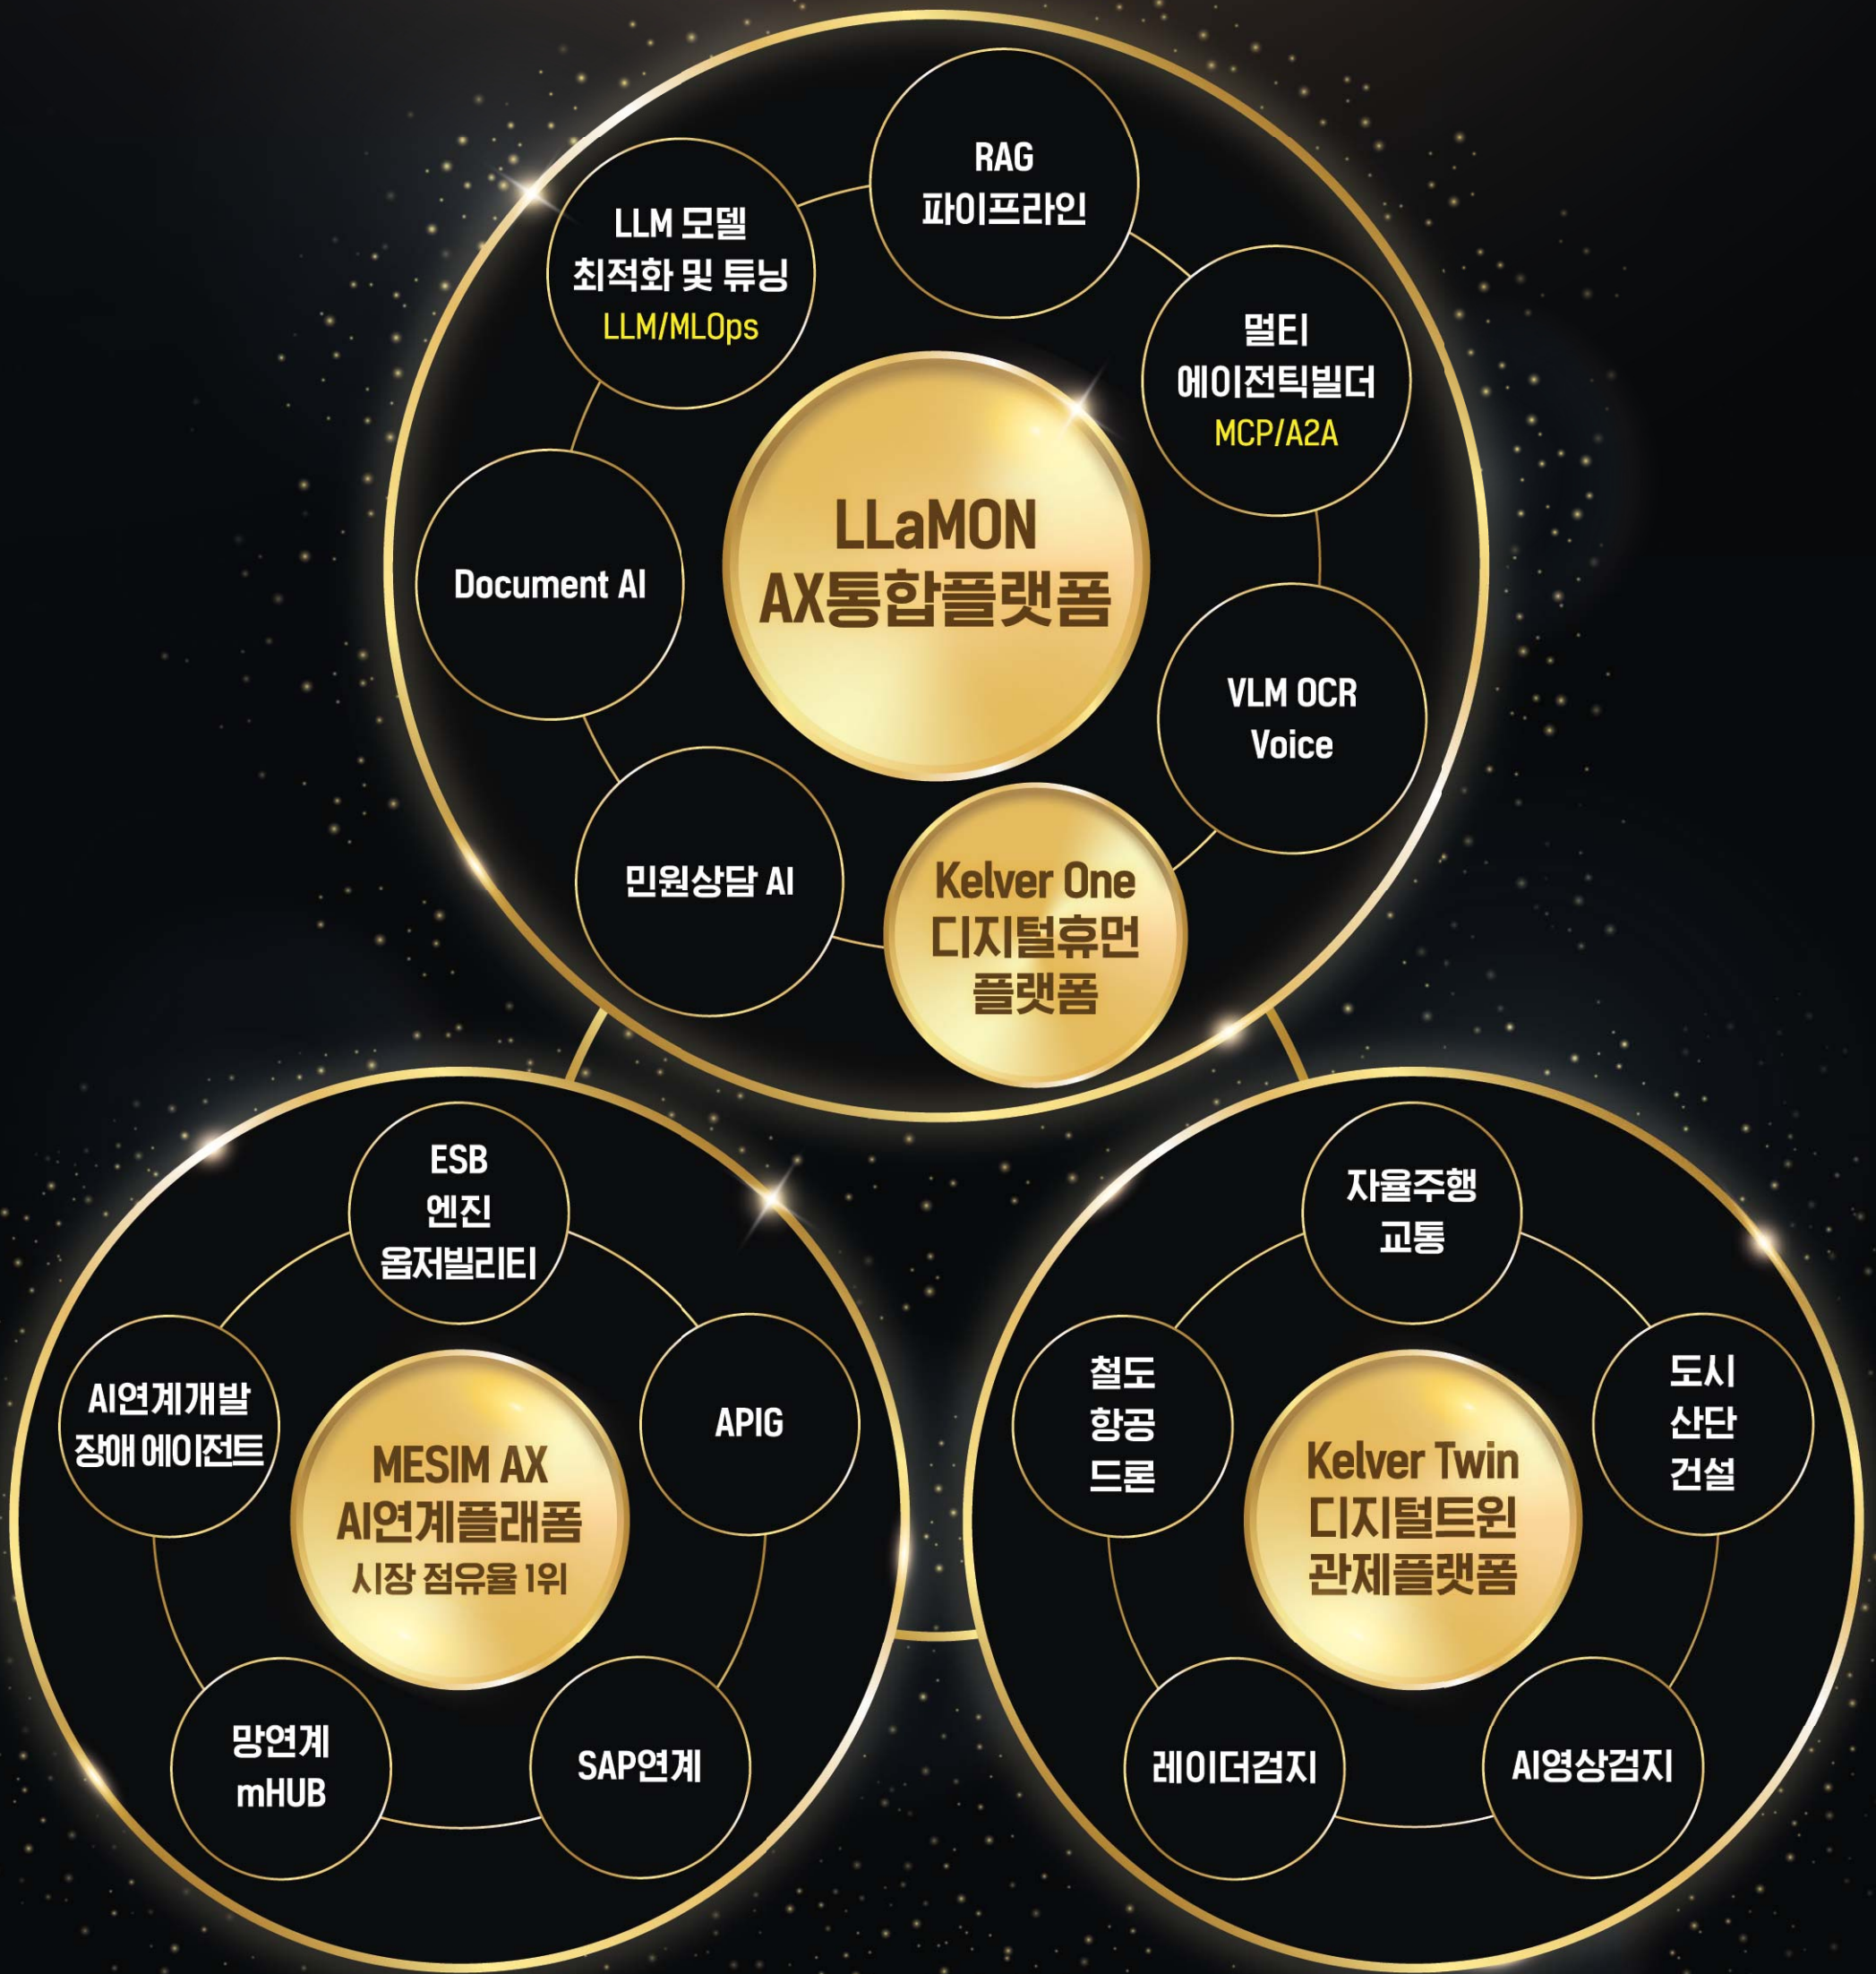 RAG
파이프라인
LLM 모델
최적화 및 튜닝
LLM/MLOps
멀티
에이전틱빌더
MCP/A2A
LLaMON
AX통합플랫폼
Document AI
VLM OCR
Voice
민원상담 AI
Kelver One
디지털휴먼
플랫폼
ESB
엔진
옵저빌리티
AI연계개발
장애 에이전트
APIG
MESIM AX
AI연계플래폼
시장 점유율 1위
망연계
mHUB
SAP연계
자율주행
교통
철도
항공
드론
도시
산단
건설
Kelver Twin
디지털트윈
관제플랫폼
레이더검지
AI영상검지